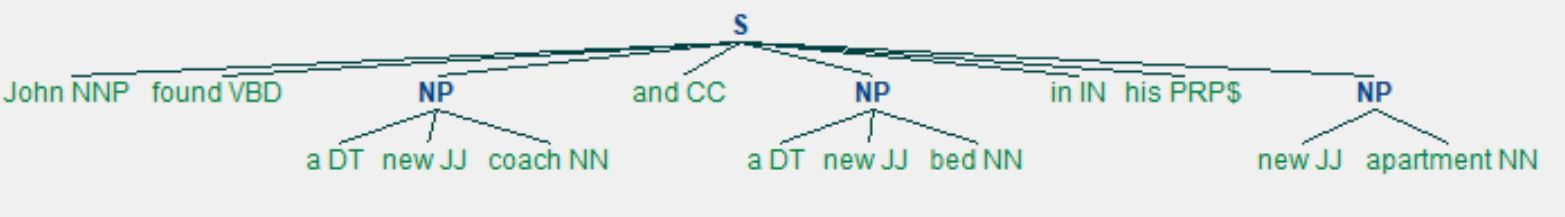 S
John NNP found VBD NP and CC NP in IN his PRP$ NP
a DT new JJ coach NN a DT new JJ bed NN new JJ apartment NN